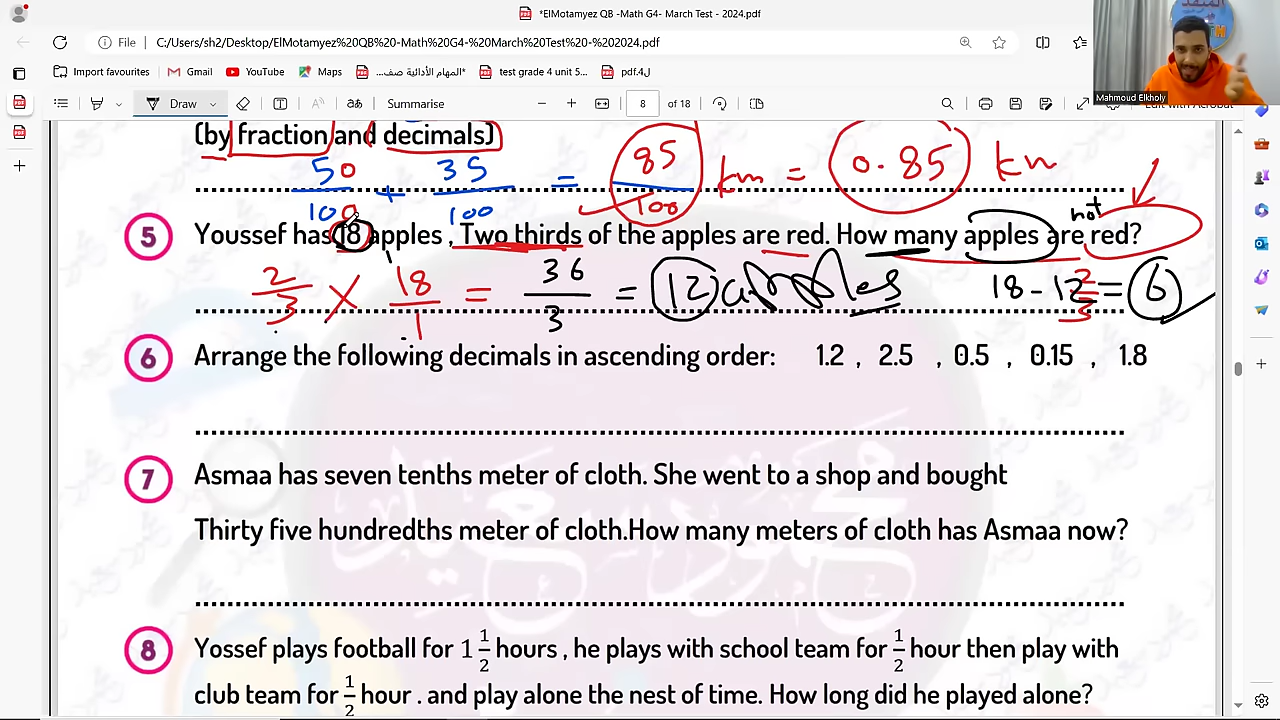 *ElMotamyez QB -Math G4- March Test - 2024.pdf
File C:/Users/sh2/Desktop/ElMotamyez%20QB%20-Math%20G4-%20March%20Test%20-%202024.pdf
Import favourites Gmail YouTube Maps المهام الأدائية صف...* test grade 4 unit 5... ل4.pdf
Draw Summarise 8 of 18 Edit with Acrobat
Mahmoud Elkholy
(by fraction and decimals)
50/100 + 35/100 = 85/100 km = 0.85 km
5 Youssef has 18 apples , Two thirds of the apples are red. How many apples are not red?
2/3 × 18/1 = 36/3 = 12 apples 18 - 12 = 6
6 Arrange the following decimals in ascending order: 1.2 , 2.5 , 0.5 , 0.15 , 1.8
7 Asmaa has seven tenths meter of cloth. She went to a shop and bought
Thirty five hundredths meter of cloth.How many meters of cloth has Asmaa now?
8 Yossef plays football for 1 1/2 hours , he plays with school team for 1/2 hour then play with
club team for 1/2 hour . and play alone the nest of time. How long did he played alone?